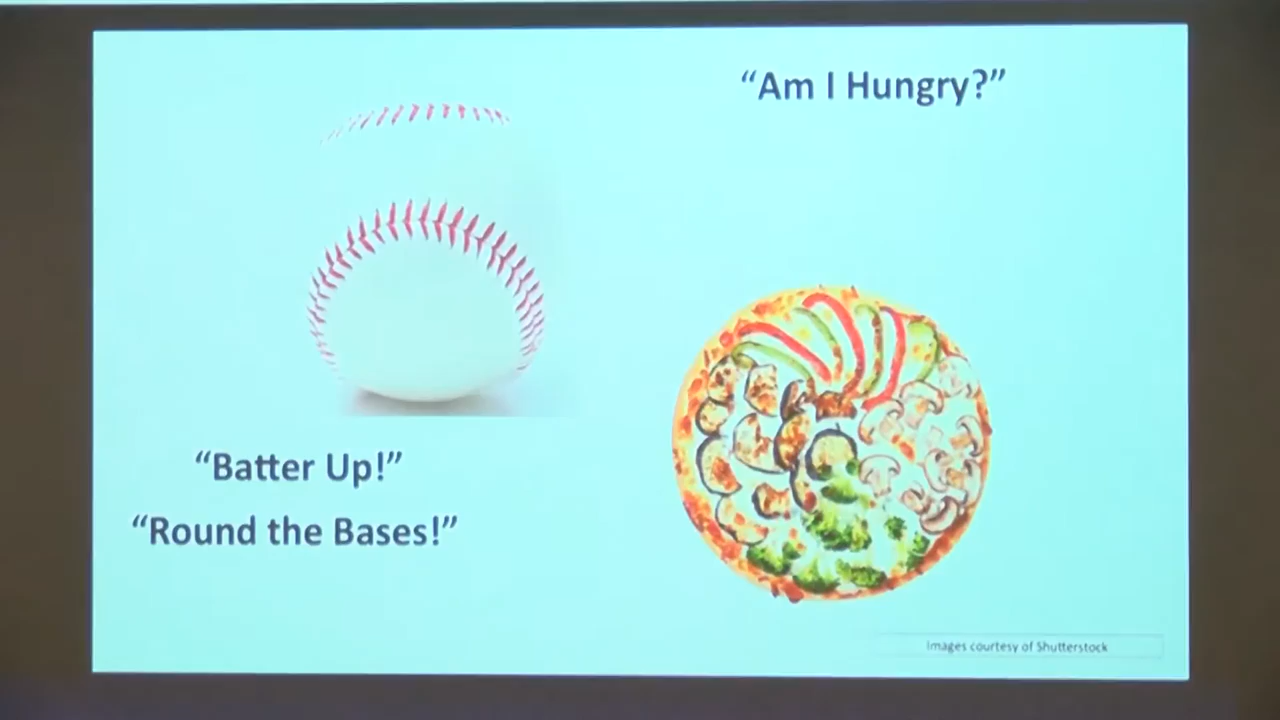 “Am I Hungry?”
“Batter Up!”
“Round the Bases!”
Images courtesy of Shutterstock